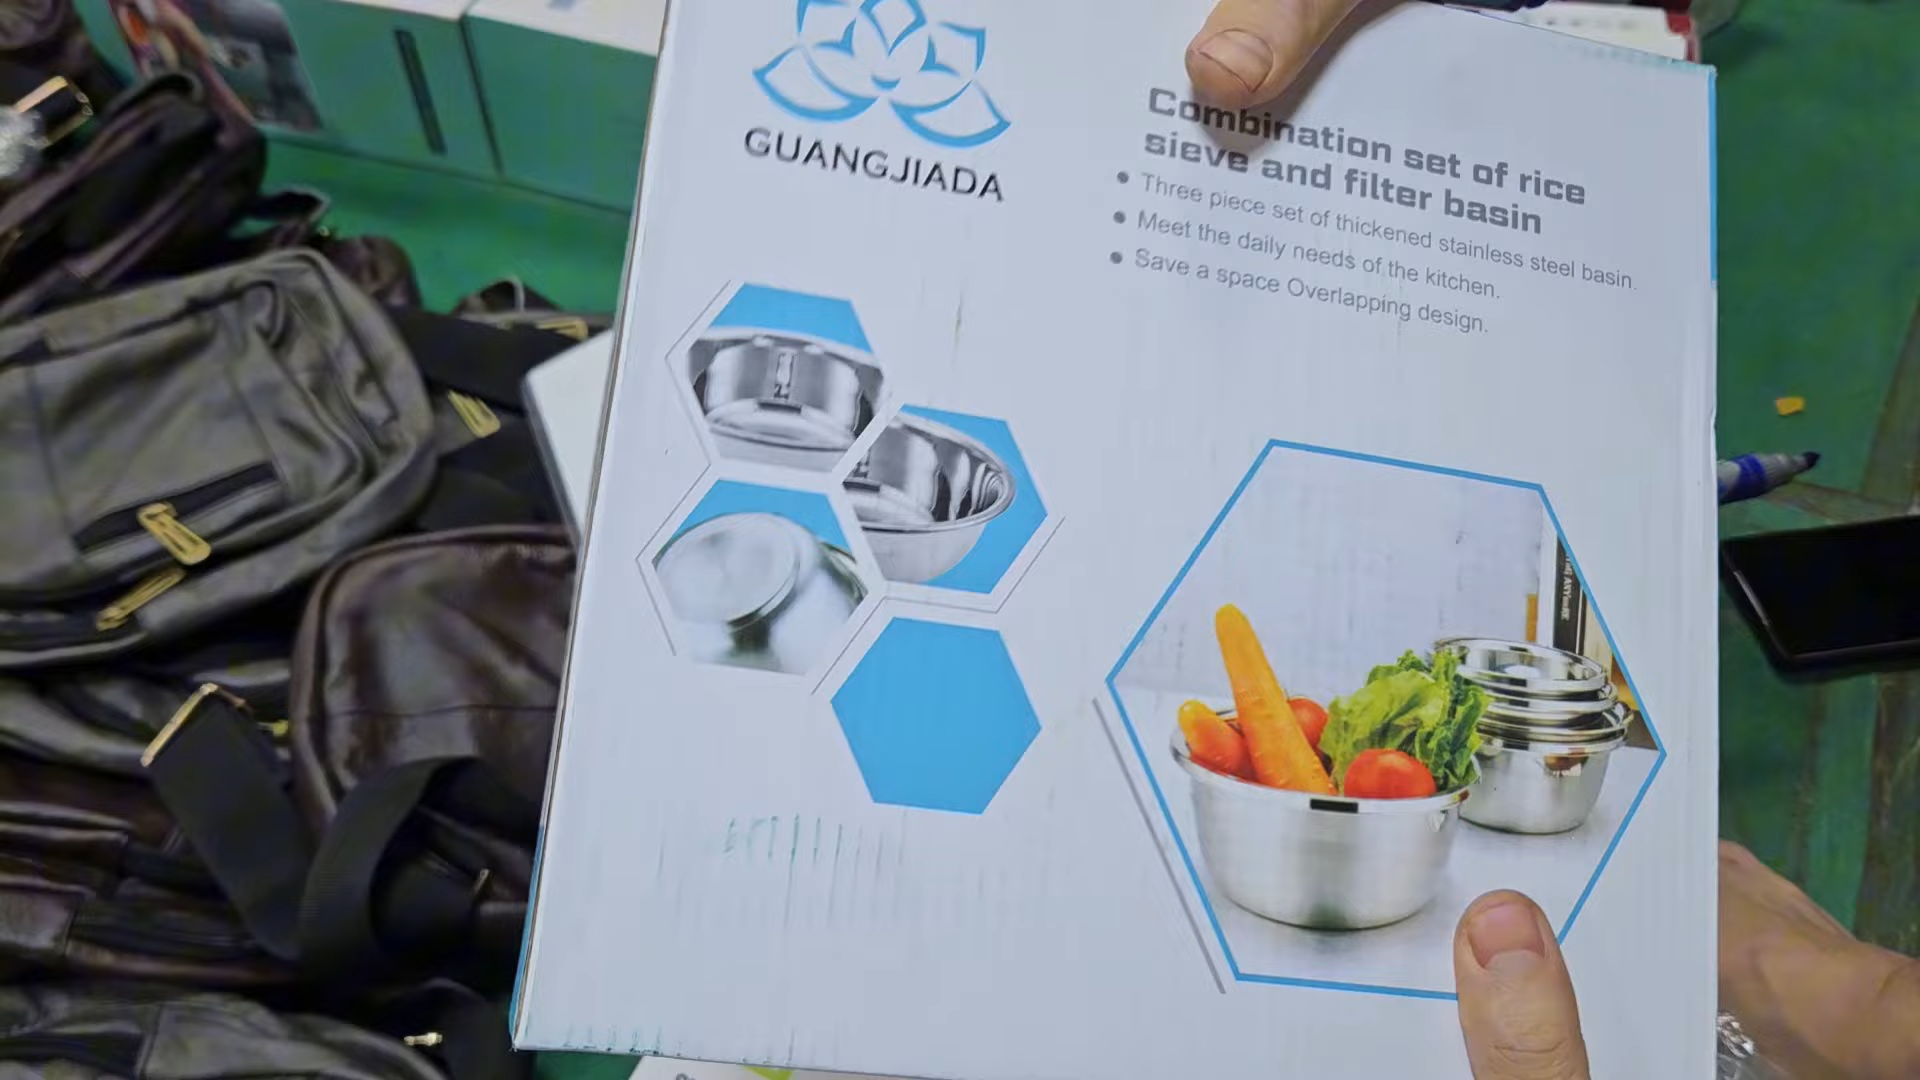 GUANGJIADA
Combination set of rice
sieve and filter basin
● Three piece set of thickened stainless steel basin.
● Meet the daily needs of the kitchen.
● Save a space Overlapping design.